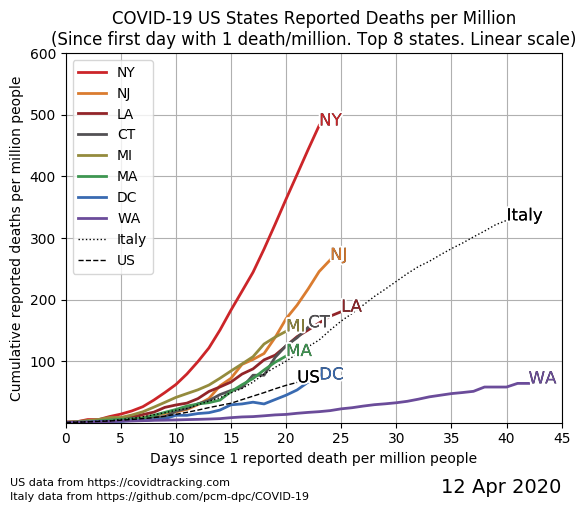 COVID-19 US States Reported Deaths per Million
(Since first day with 1 death/million. Top 8 states. Linear scale)
Cumulative reported deaths per million people
600
500
400
300
200
100
NY
NJ
LA
CT
MI
MA
DC
WA
Italy
US
NY
Italy
NJ
LA
CT
MI
MA
DC
US
WA
0
5
10
15
20
25
30
35
40
45
Days since 1 reported death per million people
US data from https://covidtracking.com
Italy data from https://github.com/pcm-dpc/COVID-19
12 Apr 2020